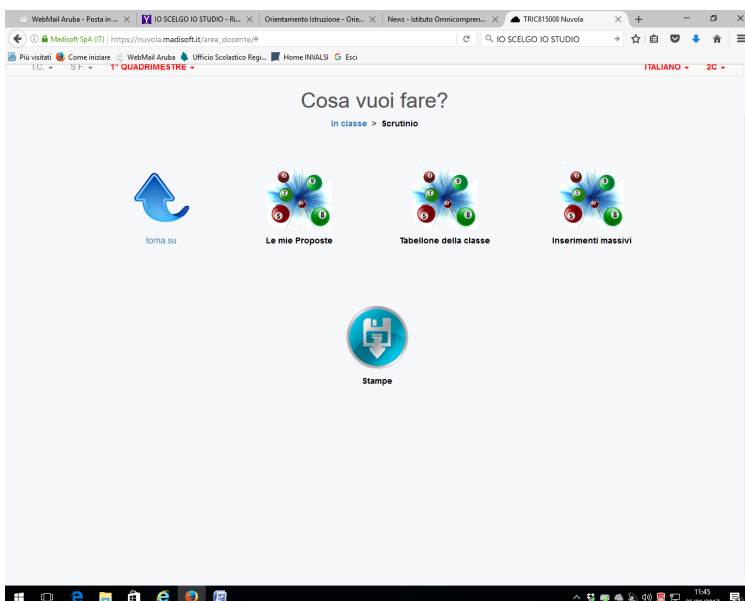 WebMail Aruba - Posta in ... IO SCELGO IO STUDIO - Ri... Orientamento Istruzione - Orie... News - Istituto Omnicompren... TRIC815008 Nuvola
Madisoft SpA (IT) https://nuvola.madisoft.it/area_docente/# IO SCELGO IO STUDIO
Più visitati Come iniziare WebMail Aruba Ufficio Scolastico Regi... Home INVALSI Esci
I.C. S.F. 1° QUADRIMESTRE ITALIANO 2C
Cosa vuoi fare?
In classe > Scrutinio
torna su Le mie Proposte Tabellone della classe Inserimenti massivi
Stampe
11:45